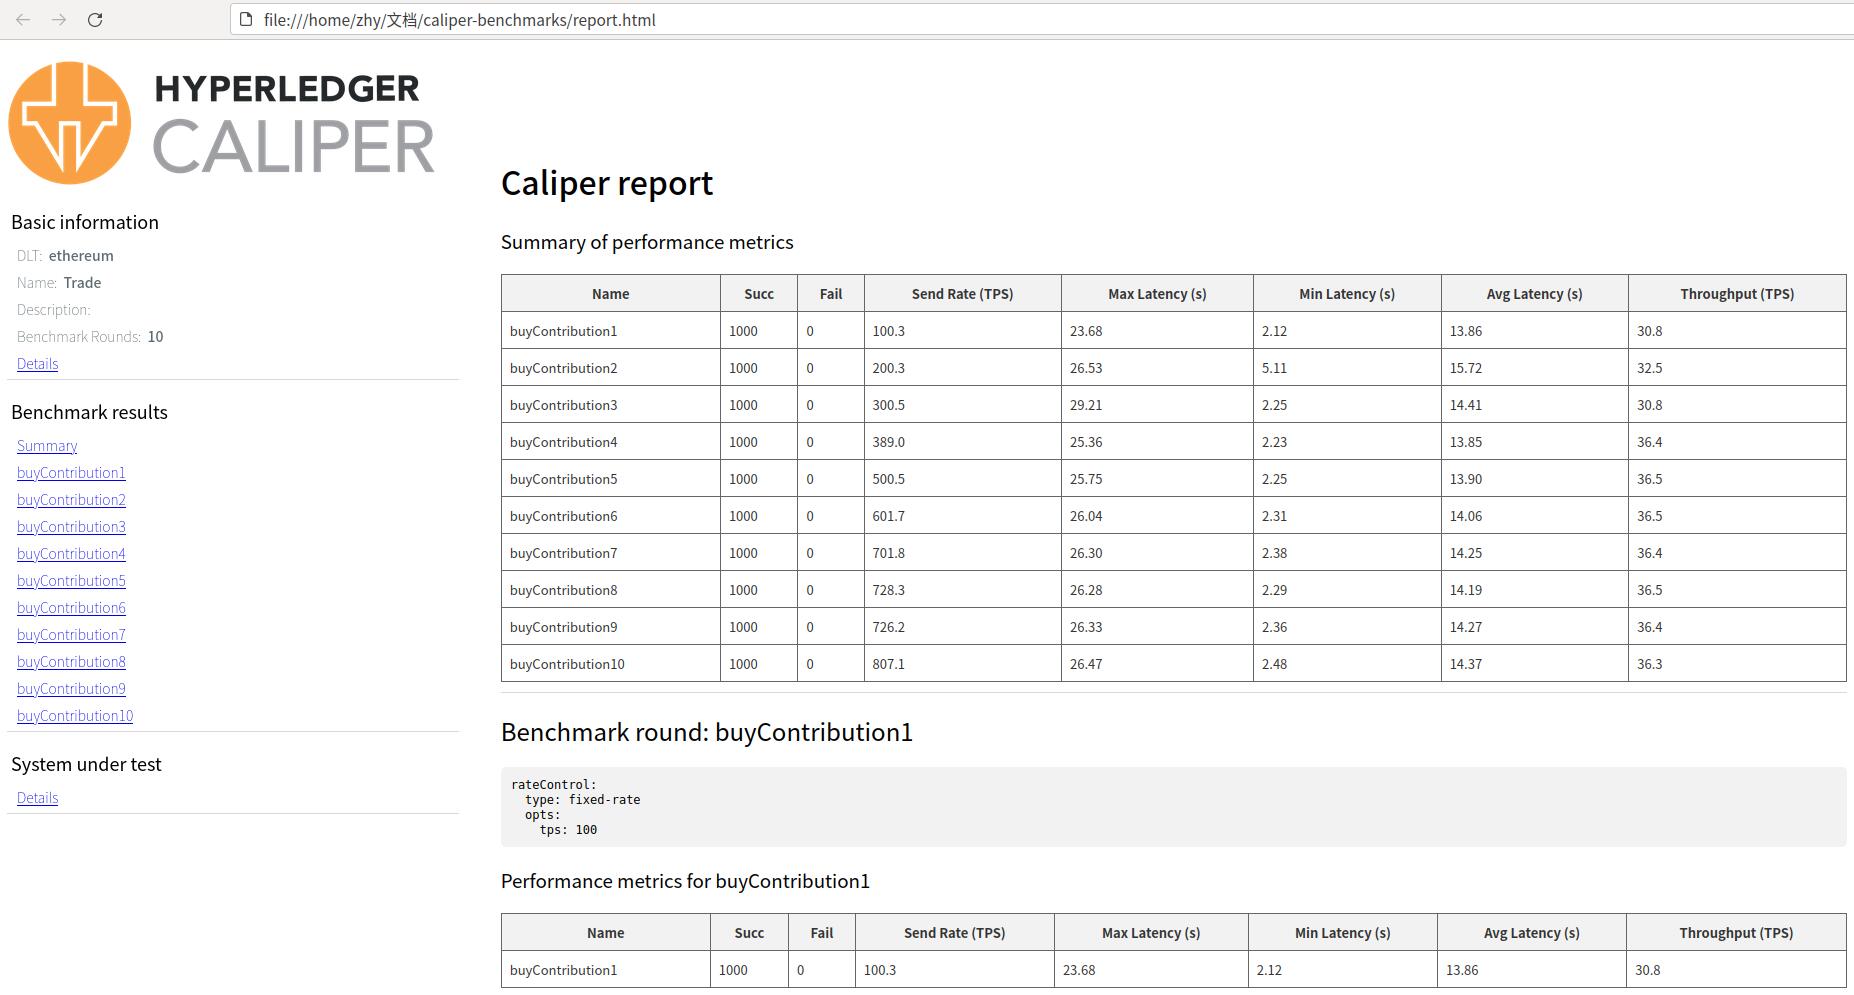 file:///home/zhy/文档/caliper-benchmarks/report.html
HYPERLEDGER
CALIPER
Basic information
DLT: ethereum
Name: Trade
Description:
Benchmark Rounds: 10
Details
Benchmark results
Summary
buyContribution1
buyContribution2
buyContribution3
buyContribution4
buyContribution5
buyContribution6
buyContribution7
buyContribution8
buyContribution9
buyContribution10
System under test
Details
Caliper report
Summary of performance metrics
Name Succ Fail Send Rate (TPS) Max Latency (s) Min Latency (s) Avg Latency (s) Throughput (TPS)
buyContribution1 1000 0 100.3 23.68 2.12 13.86 30.8
buyContribution2 1000 0 200.3 26.53 5.11 15.72 32.5
buyContribution3 1000 0 300.5 29.21 2.25 14.41 30.8
buyContribution4 1000 0 389.0 25.36 2.23 13.85 36.4
buyContribution5 1000 0 500.5 25.75 2.25 13.90 36.5
buyContribution6 1000 0 601.7 26.04 2.31 14.06 36.5
buyContribution7 1000 0 701.8 26.30 2.38 14.25 36.4
buyContribution8 1000 0 728.3 26.28 2.29 14.19 36.5
buyContribution9 1000 0 726.2 26.33 2.36 14.27 36.4
buyContribution10 1000 0 807.1 26.47 2.48 14.37 36.3
Benchmark round: buyContribution1
rateControl:
  type: fixed-rate
  opts:
    tps: 100
Performance metrics for buyContribution1
Name Succ Fail Send Rate (TPS) Max Latency (s) Min Latency (s) Avg Latency (s) Throughput (TPS)
buyContribution1 1000 0 100.3 23.68 2.12 13.86 30.8